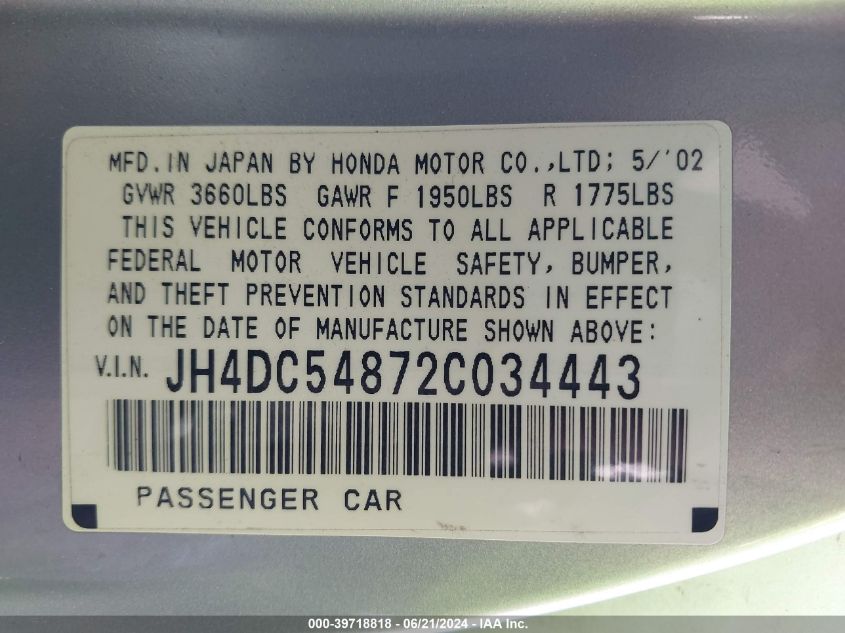 MFD.IN JAPAN BY HONDA MOTOR CO.,LTD; 5/'02
GVWR 3660LBS GAWR F 1950LBS R 1775LBS
THIS VEHICLE CONFORMS TO ALL APPLICABLE
FEDERAL MOTOR VEHICLE SAFETY, BUMPER,
AND THEFT PREVENTION STANDARDS IN EFFECT
ON THE DATE OF MANUFACTURE SHOWN ABOVE:
V.I.N. JH4DC54872C034443
PASSENGER CAR
000-39718818 - 06/21/2024 - IAA Inc.